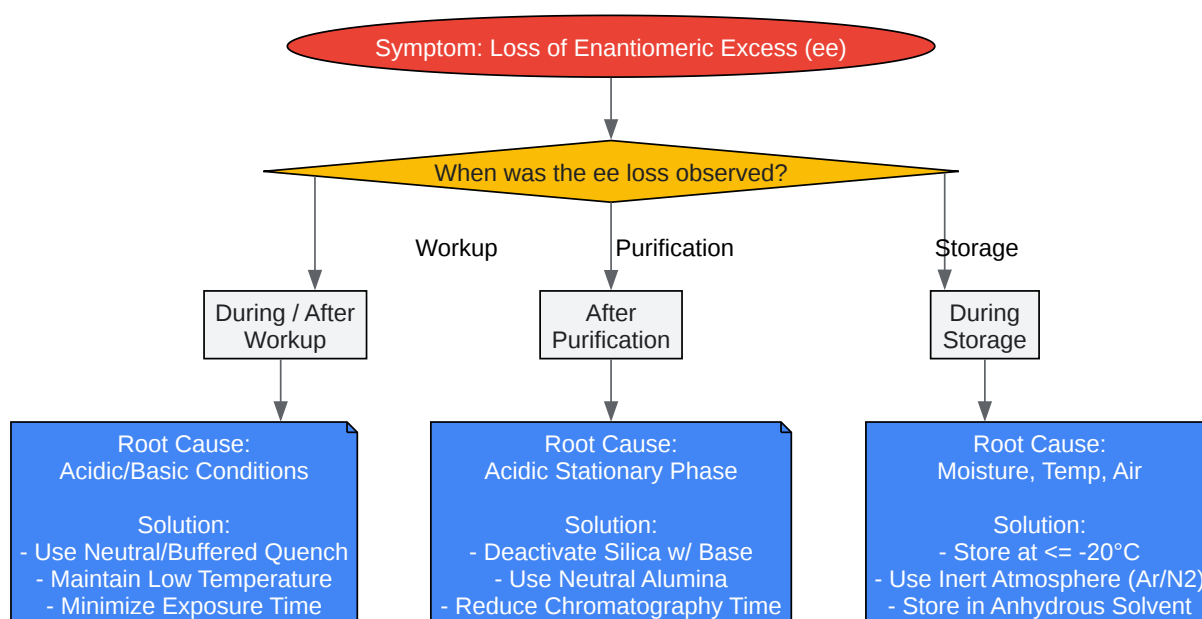 Symptom: Loss of Enantiomeric Excess (ee)
When was the ee loss observed?
Workup
Purification
Storage
During / After
Workup
After
Purification
During
Storage
Root Cause:
Acidic/Basic Conditions
Solution:
- Use Neutral/Buffered Quench
- Maintain Low Temperature
- Minimize Exposure Time
Root Cause:
Acidic Stationary Phase
Solution:
- Deactivate Silica w/ Base
- Use Neutral Alumina
- Reduce Chromatography Time
Root Cause:
Moisture, Temp, Air
Solution:
- Store at <= -20°C
- Use Inert Atmosphere (Ar/N2)
- Store in Anhydrous Solvent